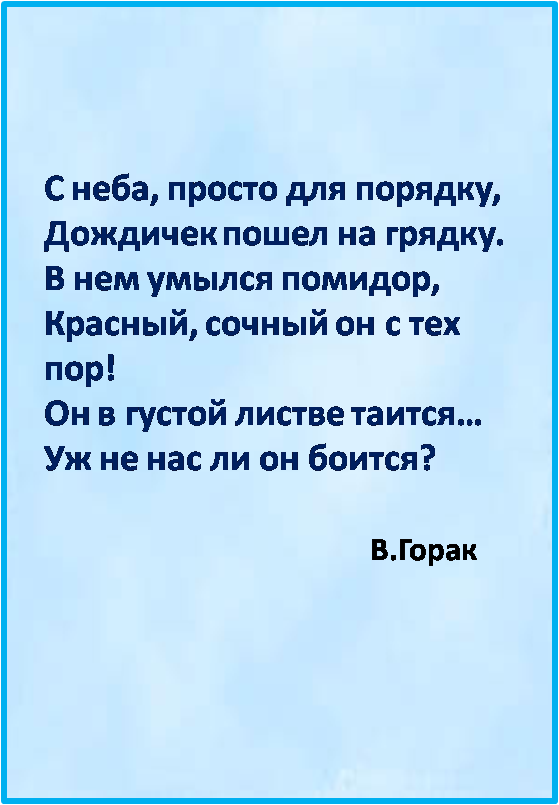 С неба, просто для порядку,
Дождичек пошел на грядку.
В нем умылся помидор,
Красный, сочный он с тех
пор!
Он в густой листве таится…
Уж не нас ли он боится?
В.Горак